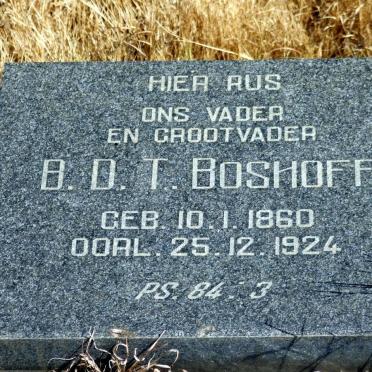 HIER RUS
ONS VADER
EN GROOTVADER
B. D. T. BOSHOFF
GEB. 10. 1. 1860
OORL. 25. 12. 1924
PS. 84 : 3